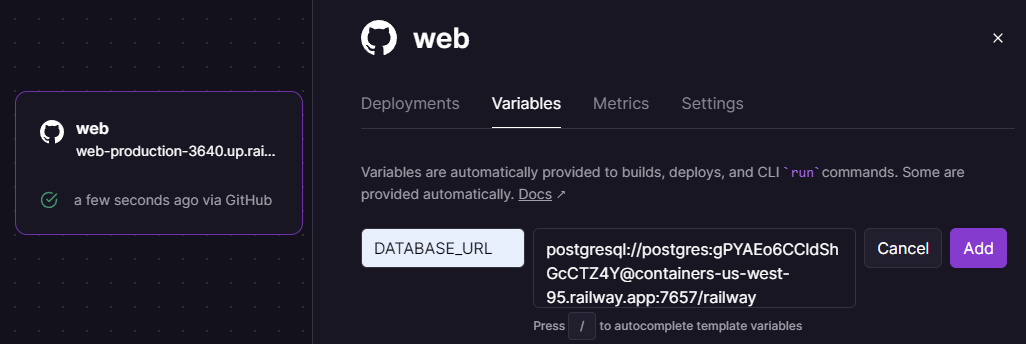 web
Deployments Variables Metrics Settings
web
web-production-3640.up.rai...
a few seconds ago via GitHub
Variables are automatically provided to builds, deploys, and CLI `run` commands. Some are
provided automatically. Docs ↗
DATABASE_URL
postgresql://postgres:gPYAEo6CCldSh
GcCTZ4Y@containers-us-west-
95.railway.app:7657/railway
Cancel Add
Press / to autocomplete template variables